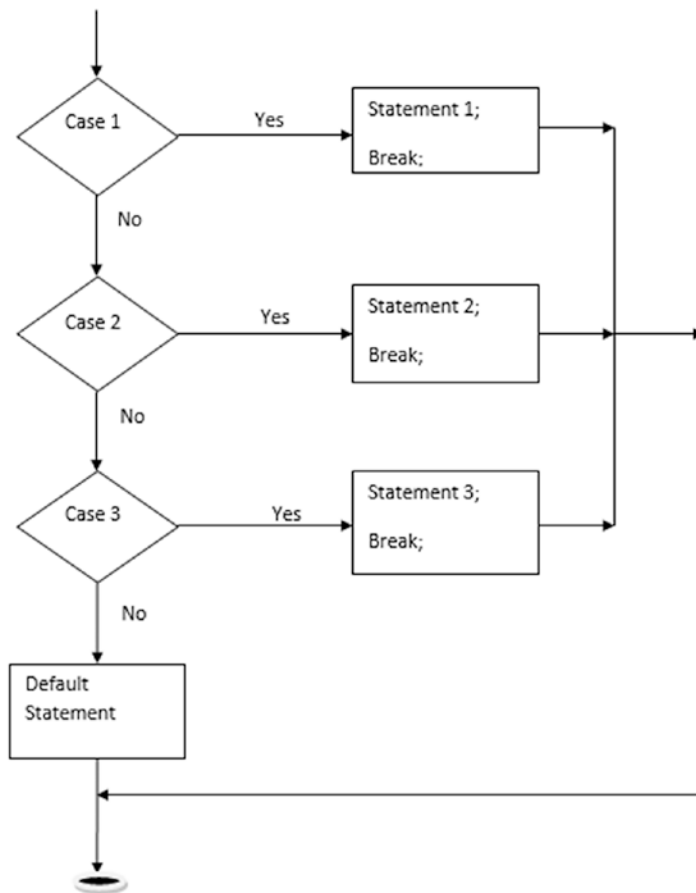 Case 1
Yes
Statement 1;
Break;
No
Case 2
Yes
Statement 2;
Break;
No
Case 3
Yes
Statement 3;
Break;
No
Default
Statement